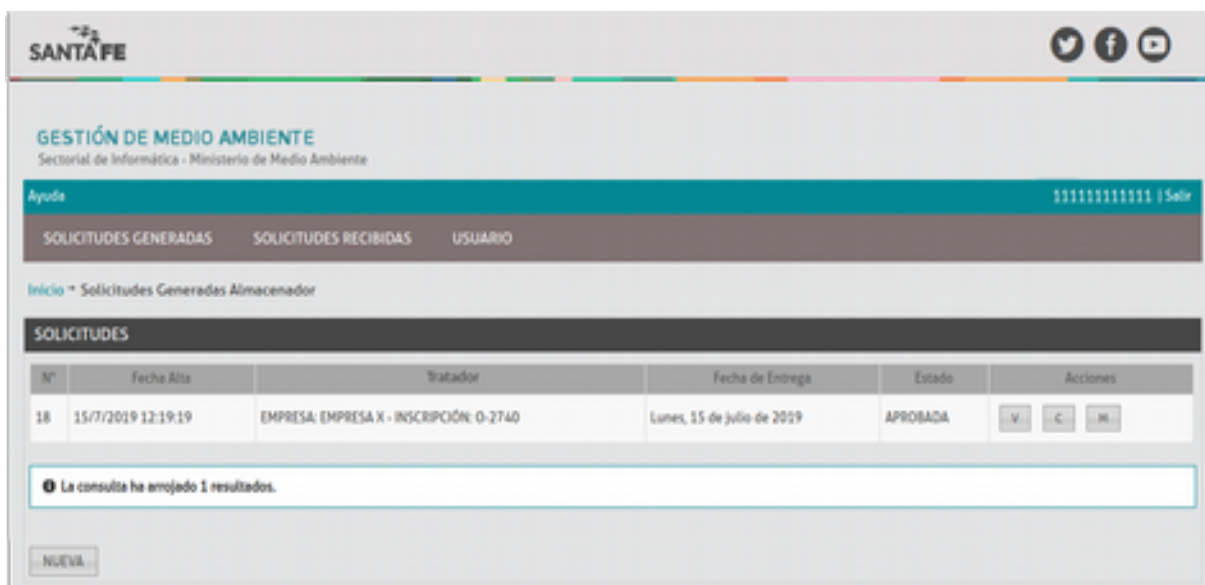 SANTA FE
GESTIÓN DE MEDIO AMBIENTE
Sectorial de Informática - Ministerio de Medio Ambiente
Ayuda 111111111111 | Salir
SOLICITUDES GENERADAS SOLICITUDES RECIBIDAS USUARIO
Inicio → Solicitudes Generadas Almacenador
SOLICITUDES
N° Fecha Alta Tratador Fecha de Entrega Estado Acciones
18 15/7/2019 12:19:19 EMPRESA: EMPRESA X - INSCRIPCIÓN: O-2740 Lunes, 15 de julio de 2019 APROBADA V C M
La consulta ha arrojado 1 resultados.
NUEVA